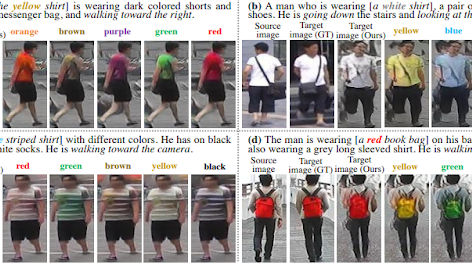 he yellow shirt] is wearing dark colored shorts and
nessenger bag, and walking toward the right.
s) orange brown purple green red
(b) A man who is wearing [a white shirt], a pair o
shoes. He is going down the stairs and looking at t
Source image Target image (GT) Target image (Ours) yellow blue
striped shirt] with different colors. He has on black
ite socks. He is walking toward the camera.
red green brown yellow black
(d) The man is wearing [a red book bag] on his ba
also wearing a grey long sleeved shirt. He is walkin
Source image Target image (GT) Target image (Ours) yellow green